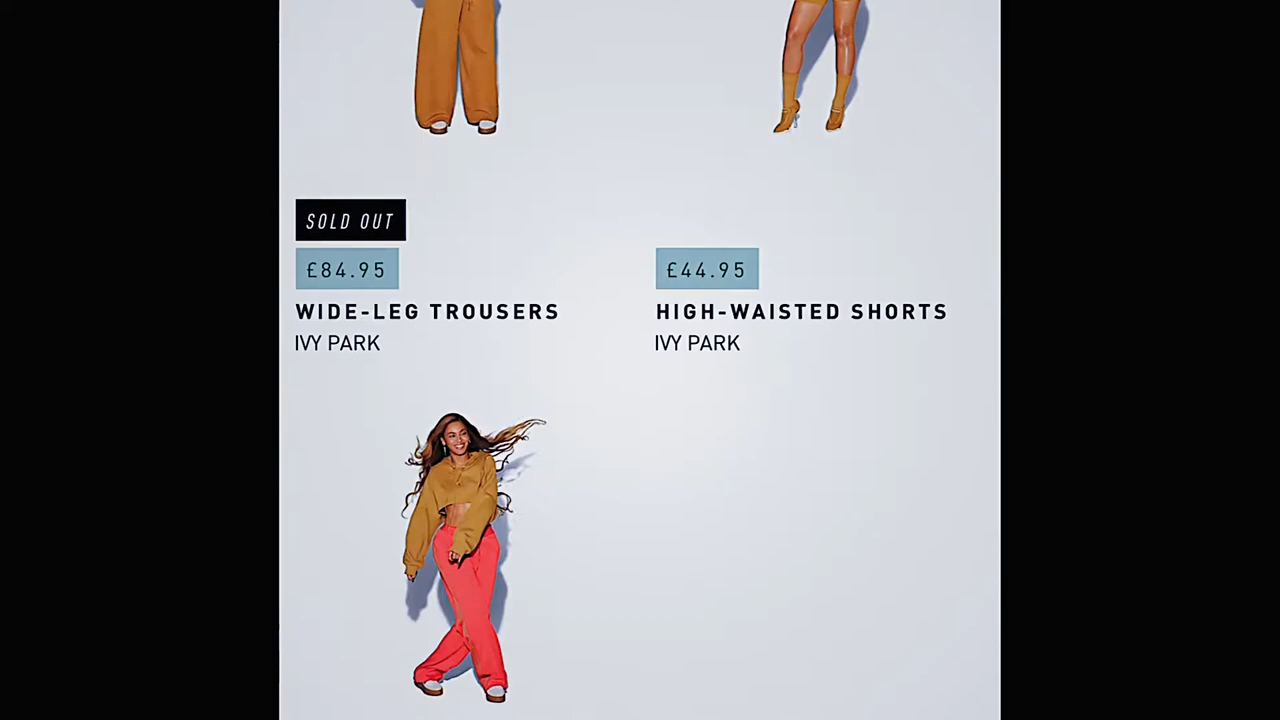 SOLD OUT
£84.95
WIDE-LEG TROUSERS
IVY PARK
£44.95
HIGH-WAISTED SHORTS
IVY PARK